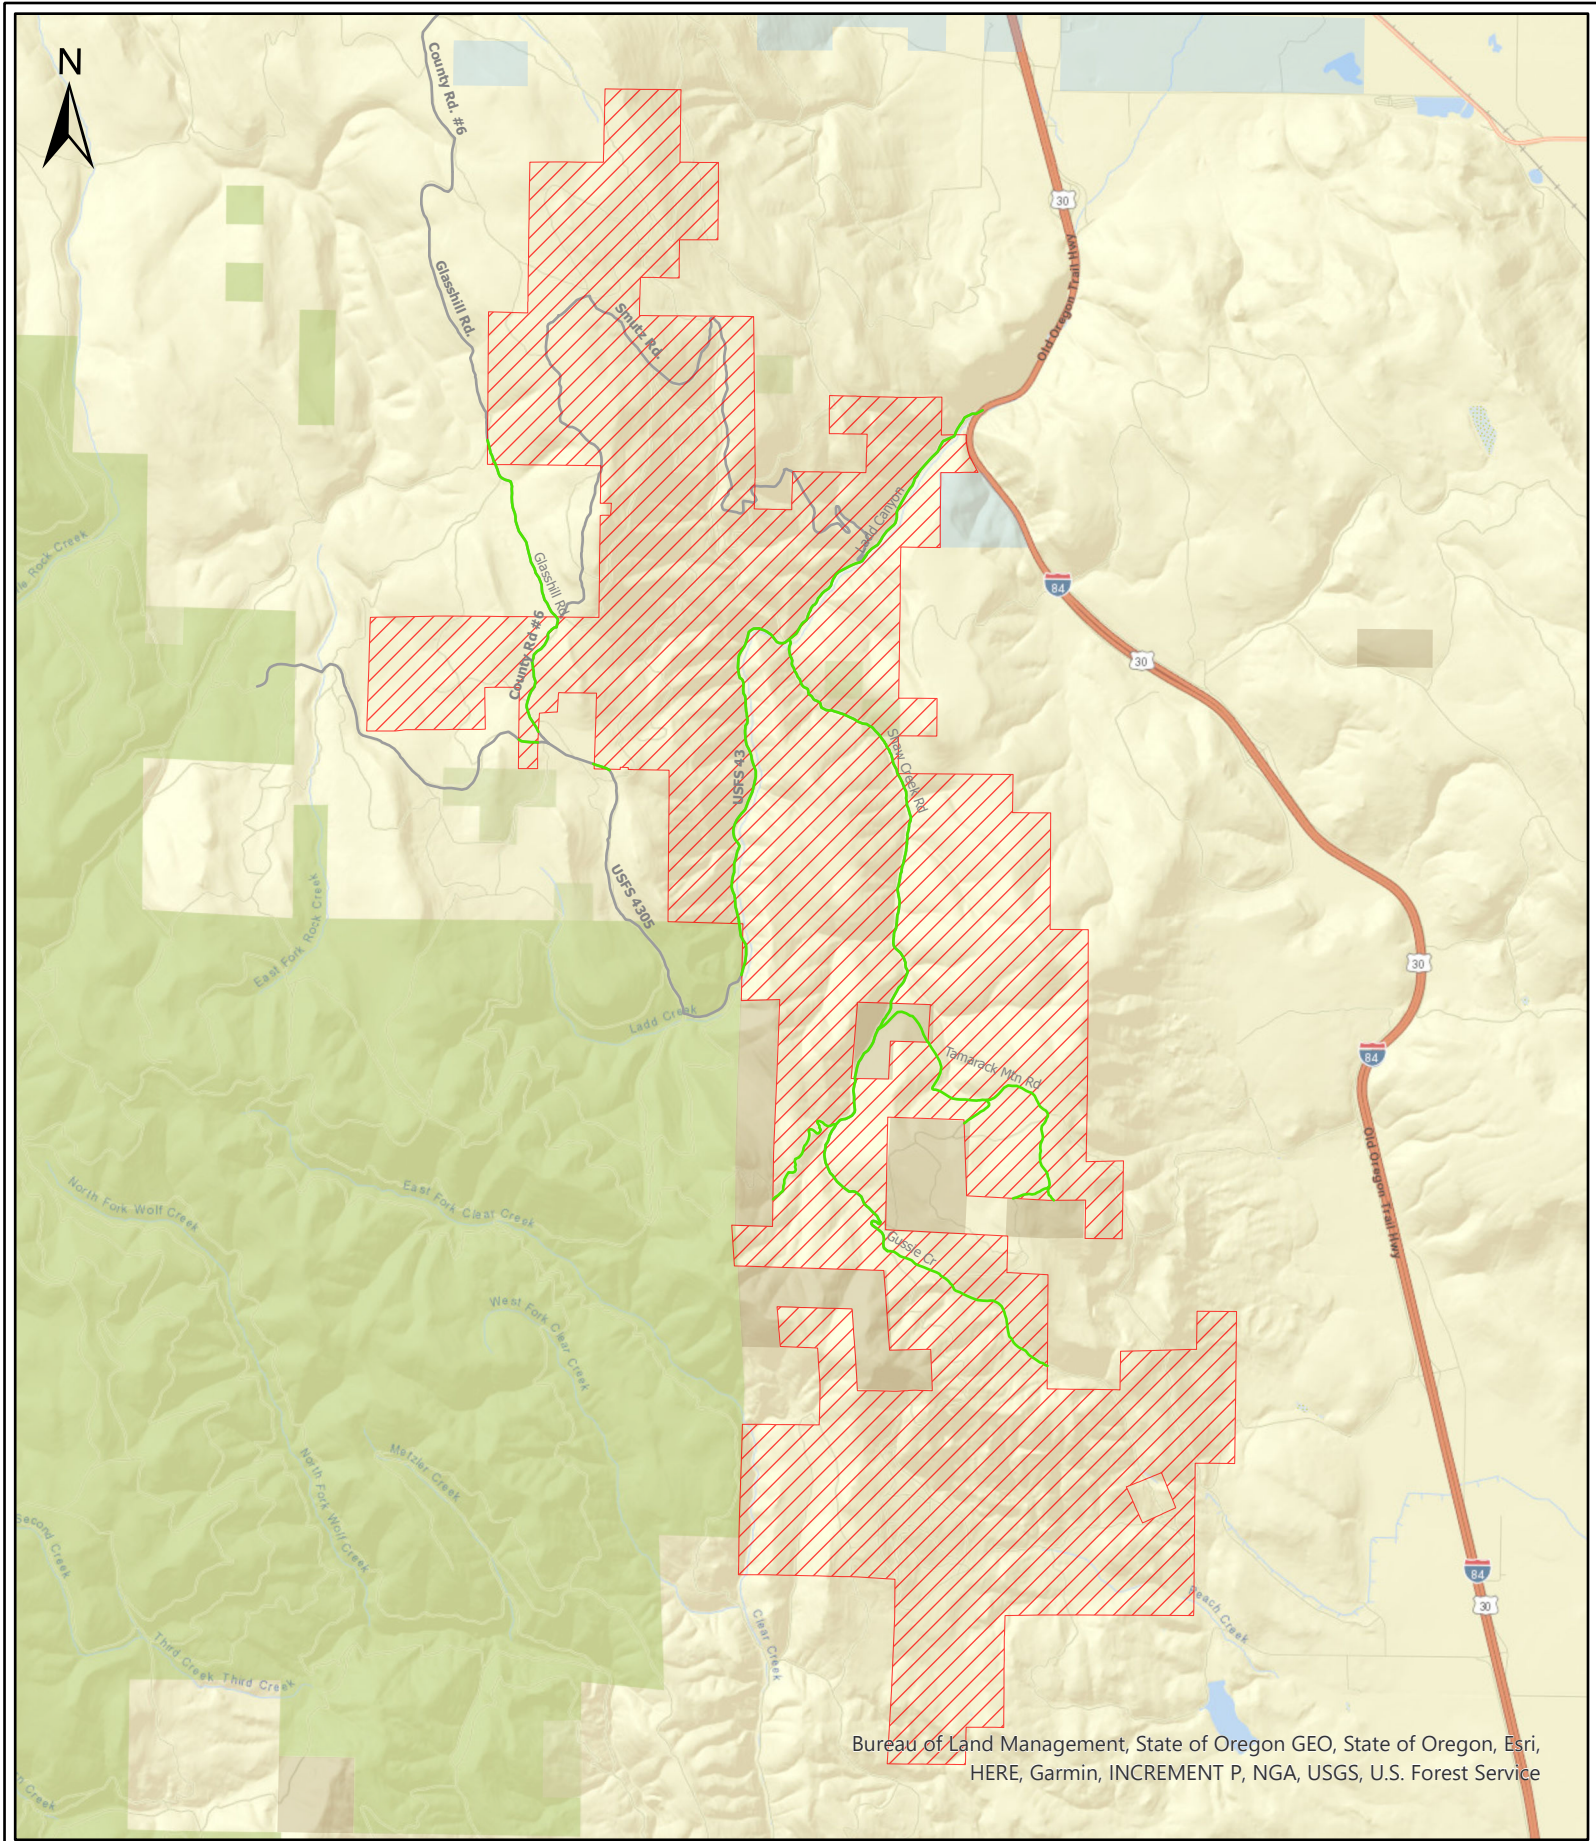 N
County Rd. #6
30
Old Oregon Trail Hwy
Glasshill Rd.
Smutz Rd.
Ladd Canyon
Rock Creek
Glasshill Rd
84
County Rd #6
30
Shaw Creek Rd
USFS 43
USFS 4305
East Fork Rock Creek
30
Ladd Creek
84
Tamarack Mtn Rd
Old Oregon Trail Hwy
North Fork Wolf Creek
East Fork Clear Creek
Gussie Cr
West Fork Clear Creek
Metzler Creek
North Fork Wolf Creek
Second Creek
84
30
Peach Creek
Clear Creek
Third Creek Third Creek
Creek
Bureau of Land Management, State of Oregon GEO, State of Oregon, Esri,
HERE, Garmin, INCREMENT P, NGA, USGS, U.S. Forest Service